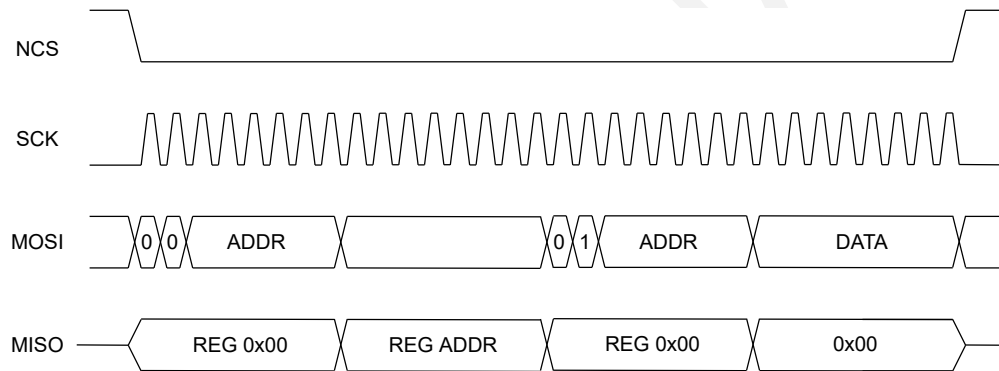 NCS
SCK
MOSI 0 0 ADDR 0 1 ADDR DATA
MISO REG 0x00 REG ADDR REG 0x00 0x00